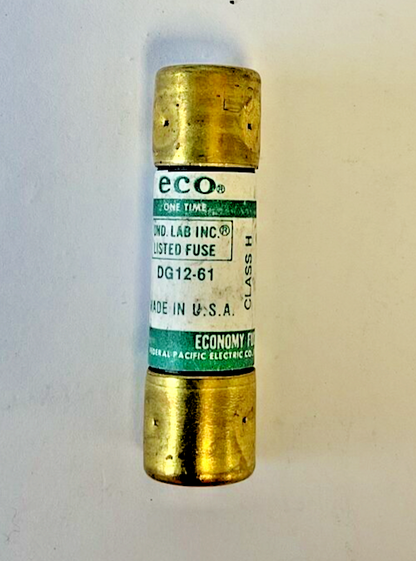 eco®
ONE TIME
UND. LAB INC.®
LISTED FUSE
DG12-61
MADE IN U.S.A.
CLASS H
ECONOMY FU
FEDERAL PACIFIC ELECTRIC CO.